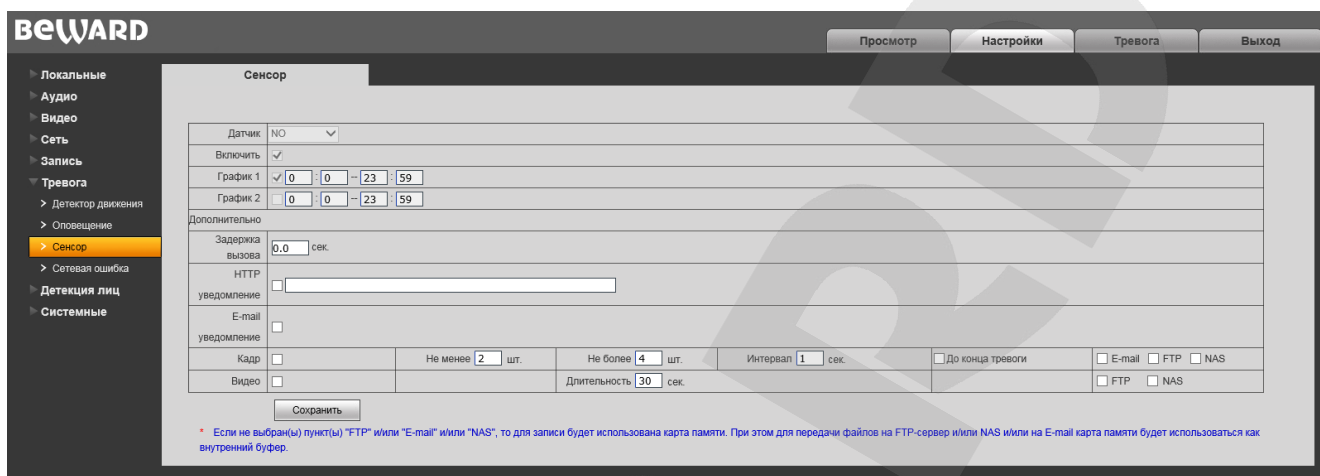 BEWARD
Просмотр Настройки Тревога Выход
Локальные
Аудио
Видео
Сеть
Запись
Тревога
> Детектор движения
> Оповещение
> Сенсор
> Сетевая ошибка
Детекция лиц
Системные
Сенсор
Датчик NO
Включить
График 1 0 : 0 -- 23 : 59
График 2 0 : 0 -- 23 : 59
Дополнительно
Задержка вызова 0.0 сек.
HTTP уведомление
E-mail уведомление
Кадр Не менее 2 шт. Не более 4 шт. Интервал 1 сек. До конца тревоги E-mail FTP NAS
Видео Длительность 30 сек. FTP NAS
Сохранить
* Если не выбран(ы) пункт(ы) "FTP" и/или "E-mail" и/или "NAS", то для записи будет использована карта памяти. При этом для передачи файлов на FTP-сервер и/или NAS и/или на E-mail карта памяти будет использоваться как
внутренний буфер.